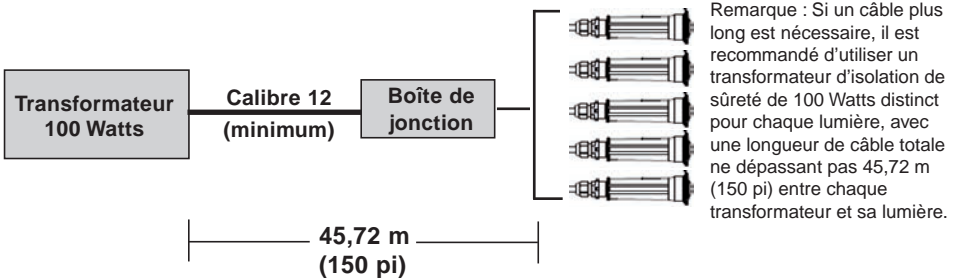 Transformateur
100 Watts
Calibre 12
(minimum)
Boîte de
jonction
45,72 m
(150 pi)
Remarque : Si un câble plus
long est nécessaire, il est
recommandé d'utiliser un
transformateur d'isolation de
sûreté de 100 Watts distinct
pour chaque lumière, avec
une longueur de câble totale
ne dépassant pas 45,72 m
(150 pi) entre chaque
transformateur et sa lumière.